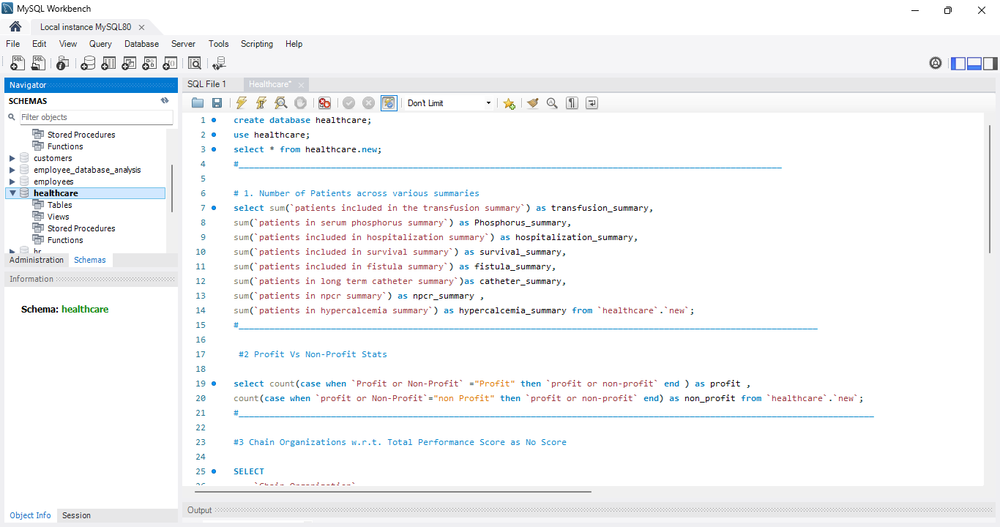 MySQL Workbench
Local instance MySQL80
File Edit View Query Database Server Tools Scripting Help
Navigator
SCHEMAS
Filter objects
Stored Procedures
Functions
customers
employee_database_analysis
employees
healthcare
Tables
Views
Stored Procedures
Functions
hr
Administration Schemas
Information
Schema: healthcare
Object Info Session
SQL File 1 Healthcare*
Don't Limit
1 create database healthcare;
2 use healthcare;
3 select * from healthcare.new;
4 #___________________________________________________________________________________________________________
5
6 # 1. Number of Patients across various summaries
7 select sum(`patients included in the transfusion summary`) as transfusion_summary,
8 sum(`patients in serum phosphorus summary`) as Phosphorus_summary,
9 sum(`patients included in hospitalization summary`) as hospitalization_summary,
10 sum(`patients included in survival summary`) as survival_summary,
11 sum(`patients included in fistula summary`) as fistula_summary,
12 sum(`patients in long term catheter summary`)as catheter_summary,
13 sum(`patients in npcr summary`) as npcr_summary ,
14 sum(`patients in hypercalcemia summary`) as hypercalcemia_summary from `healthcare`.`new`;
15 #__________________________________________________________________________________________________________________
16
17 #2 Profit Vs Non-Profit Stats
18
19 select count(case when `Profit or Non-Profit` ="Profit" then `profit or non-profit` end ) as profit ,
20 count(case when `profit or Non-Profit`="non Profit" then `profit or non-profit` end) as non_profit from `healthcare`.`new`;
21 #____________________________________________________________________________________________________________________________
22
23 #3 Chain Organizations w.r.t. Total Performance Score as No Score
24
25 SELECT
26 `Chain Organization`
Output